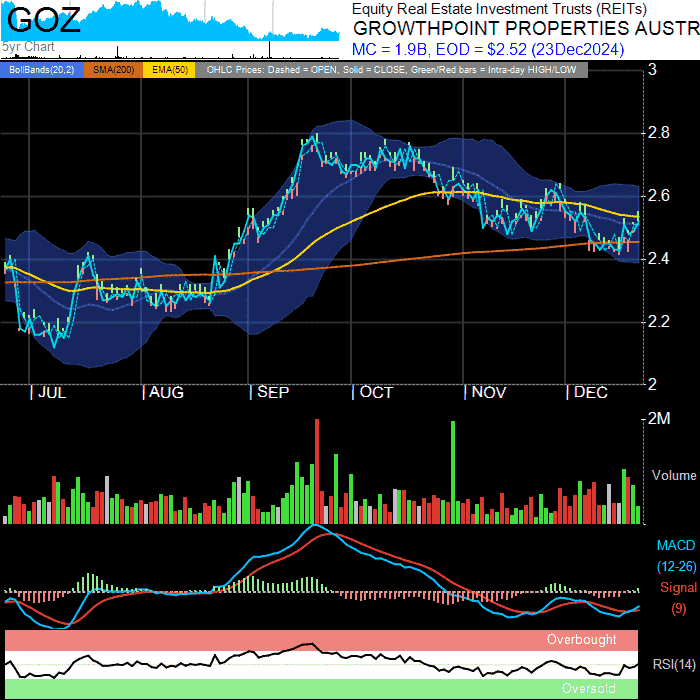 GOZ
5yr Chart
Equity Real Estate Investment Trusts (REITs)
GROWTHPOINT PROPERTIES AUSTR
MC = 1.9B, EOD = $2.52 (23Dec2024)
BollBands(20,2) SMA(200) EMA(50) OHLC Prices: Dashed = OPEN, Solid = CLOSE, Green/Red bars = Intra-day HIGH/LOW
3
2.8
2.6
2.4
2.2
2
JUL AUG SEP OCT NOV DEC
2M
Volume
MACD
(12-26)
Signal
(9)
Overbought
RSI(14)
Oversold